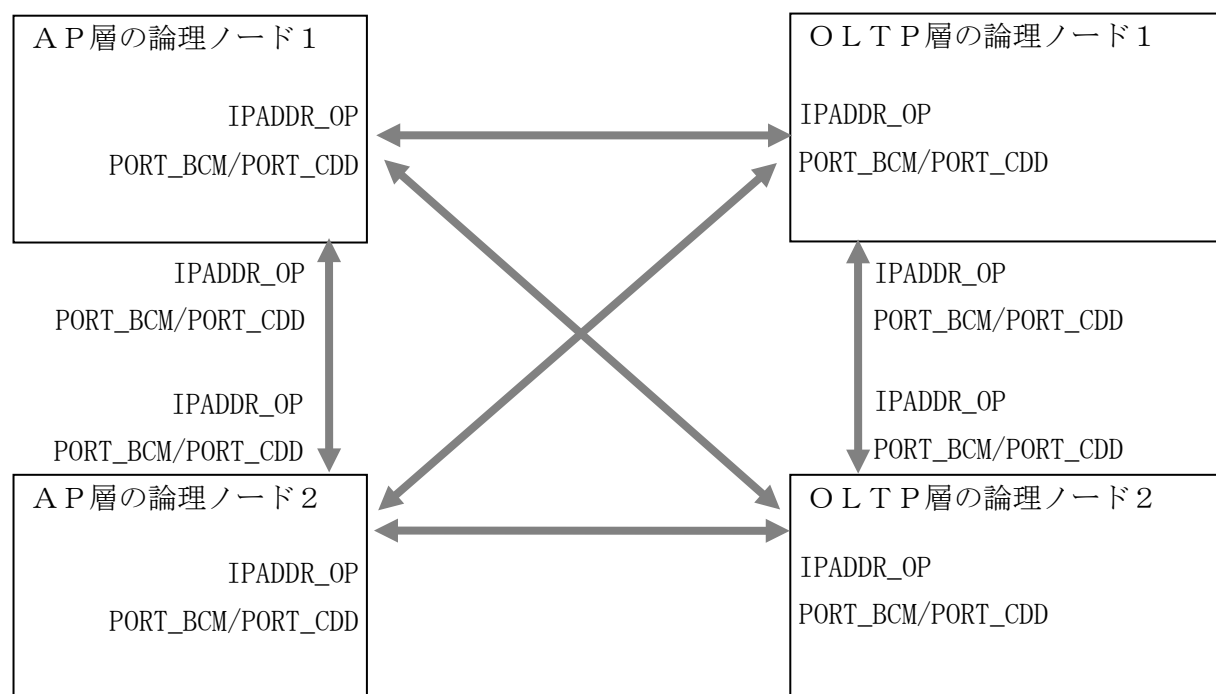 ＡＰ層の論理ノード１
IPADDR_OP
PORT_BCM/PORT_CDD
ＯＬＴＰ層の論理ノード１
IPADDR_OP
PORT_BCM/PORT_CDD
IPADDR_OP
PORT_BCM/PORT_CDD
IPADDR_OP
PORT_BCM/PORT_CDD
IPADDR_OP
PORT_BCM/PORT_CDD
IPADDR_OP
PORT_BCM/PORT_CDD
ＡＰ層の論理ノード２
IPADDR_OP
PORT_BCM/PORT_CDD
ＯＬＴＰ層の論理ノード２
IPADDR_OP
PORT_BCM/PORT_CDD